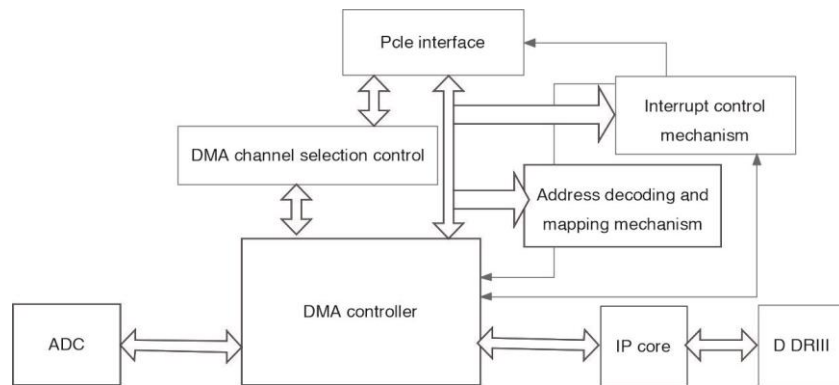 Pcle interface
Interrupt control
mechanism
DMA channel selection control
Address decoding and
mapping mechanism
DMA controller
ADC
IP core
D DRIII